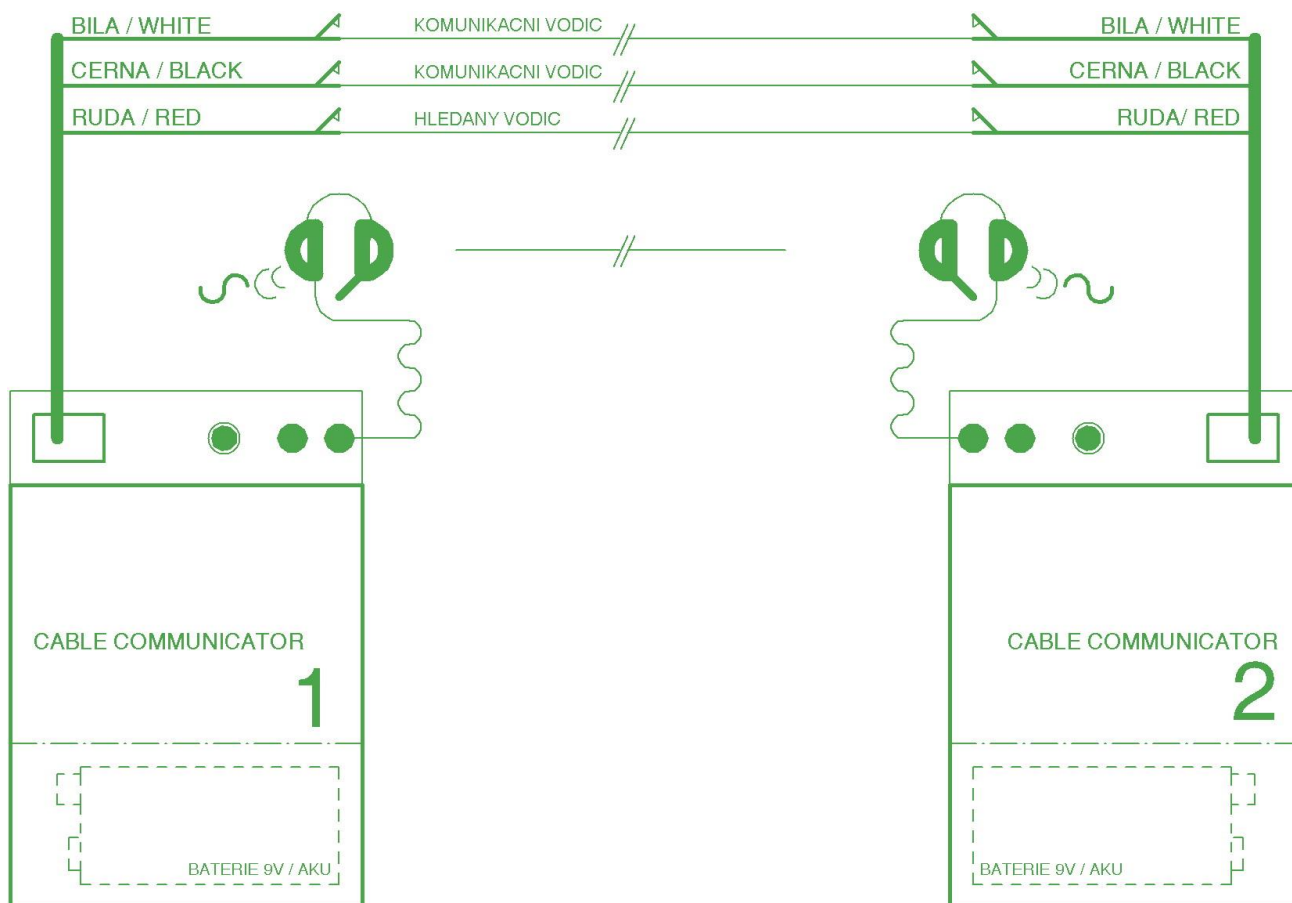 BILA / WHITE KOMUNIKACNI VODIC BILA / WHITE
CERNA / BLACK KOMUNIKACNI VODIC CERNA / BLACK
RUDA / RED HLEDANY VODIC RUDA/ RED
CABLE COMMUNICATOR
1
CABLE COMMUNICATOR
2
BATERIE 9V / AKU
BATERIE 9V / AKU